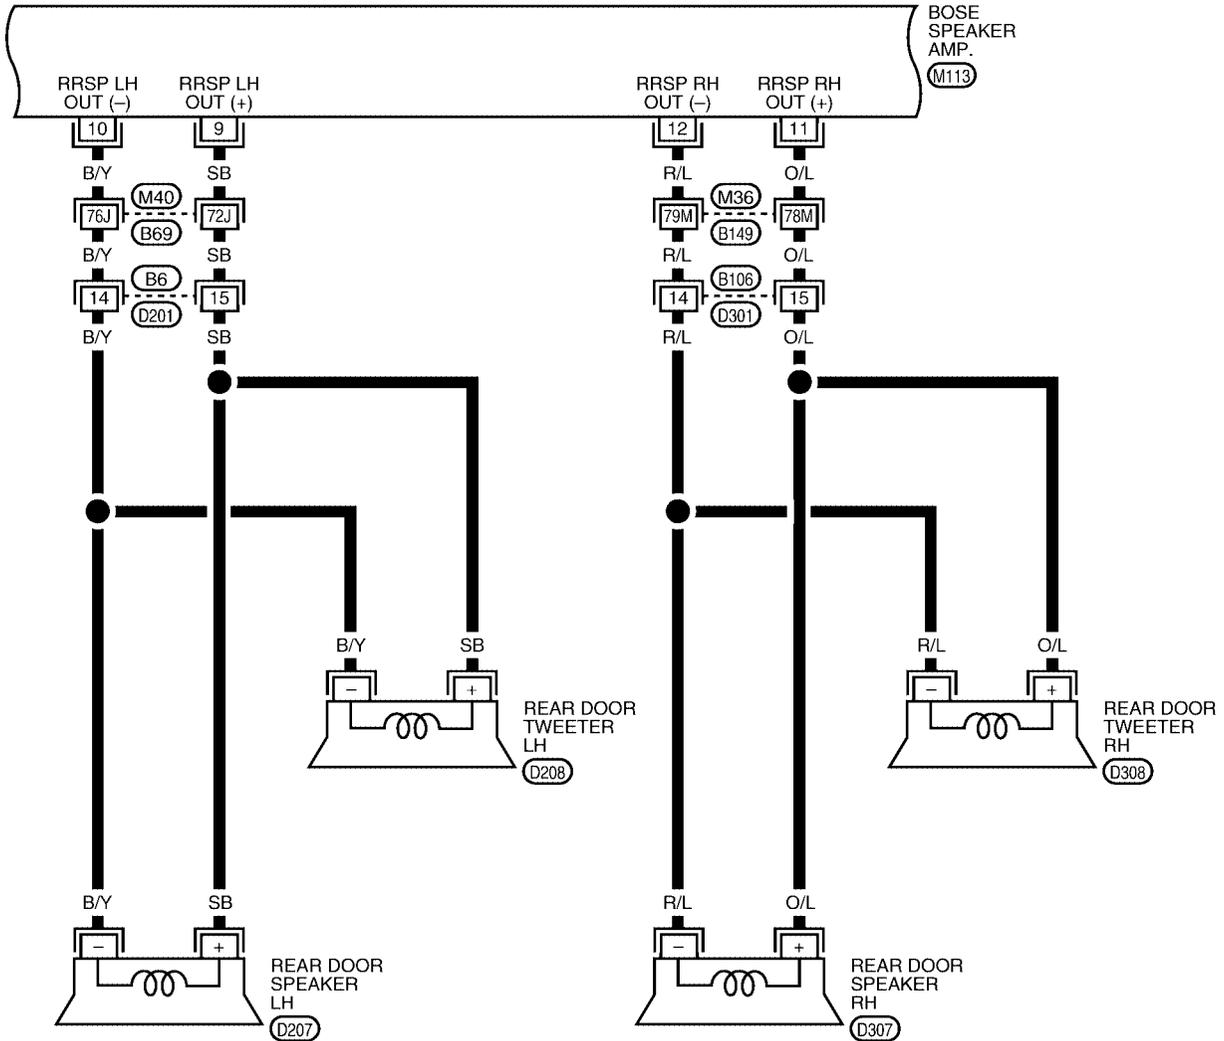 BOSE
SPEAKER
AMP.
M113
RRSP LH
OUT (–)
RRSP LH
OUT (+)
RRSP RH
OUT (–)
RRSP RH
OUT (+)
10
9
12
11
B/Y
SB
R/L
O/L
76J
M40
72J
79M
M36
78M
B69
B149
B/Y
SB
R/L
O/L
14
B6
15
14
B106
15
D201
D301
B/Y
SB
R/L
O/L
B/Y
SB
R/L
O/L
–
+
–
+
REAR DOOR
TWEETER
LH
D208
REAR DOOR
TWEETER
RH
D308
B/Y
SB
R/L
O/L
–
+
–
+
REAR DOOR
SPEAKER
LH
D207
REAR DOOR
SPEAKER
RH
D307